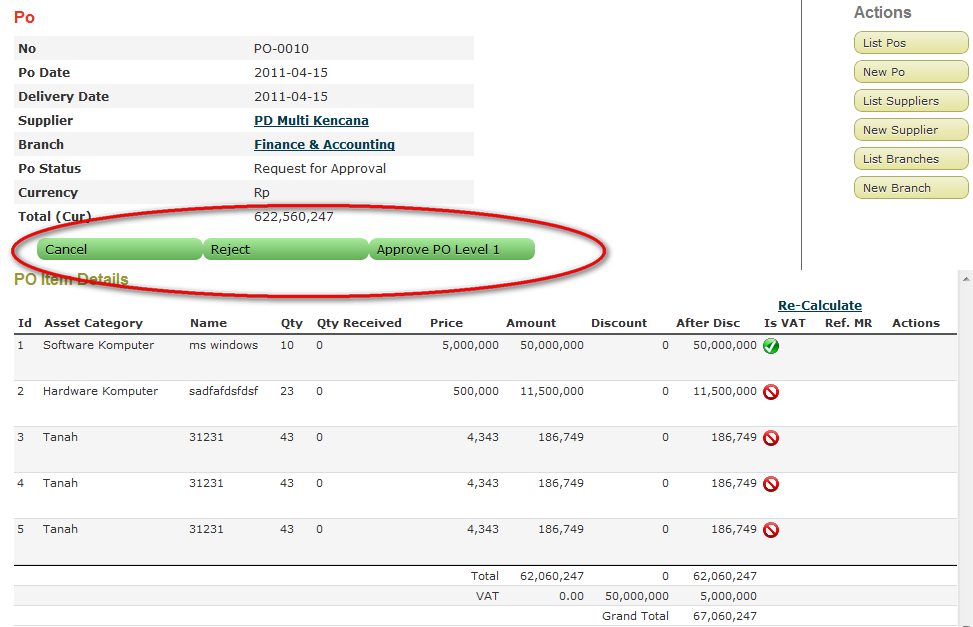 Po
No PO-0010
Po Date 2011-04-15
Delivery Date 2011-04-15
Supplier PD Multi Kencana
Branch Finance & Accounting
Po Status Request for Approval
Currency Rp
Total (Cur) 622,560,247
Cancel Reject Approve PO Level 1
Actions
List Pos
New Po
List Suppliers
New Supplier
List Branches
New Branch
PO Item Details
Re-Calculate
Id Asset Category Name Qty Qty Received Price Amount Discount After Disc Is VAT Ref. MR Actions
1 Software Komputer ms windows 10 0 5,000,000 50,000,000 0 50,000,000
2 Hardware Komputer sadfafdsfdsf 23 0 500,000 11,500,000 0 11,500,000
3 Tanah 31231 43 0 4,343 186,749 0 186,749
4 Tanah 31231 43 0 4,343 186,749 0 186,749
5 Tanah 31231 43 0 4,343 186,749 0 186,749
Total 62,060,247 0 62,060,247
VAT 0.00 50,000,000 5,000,000
Grand Total 67,060,247